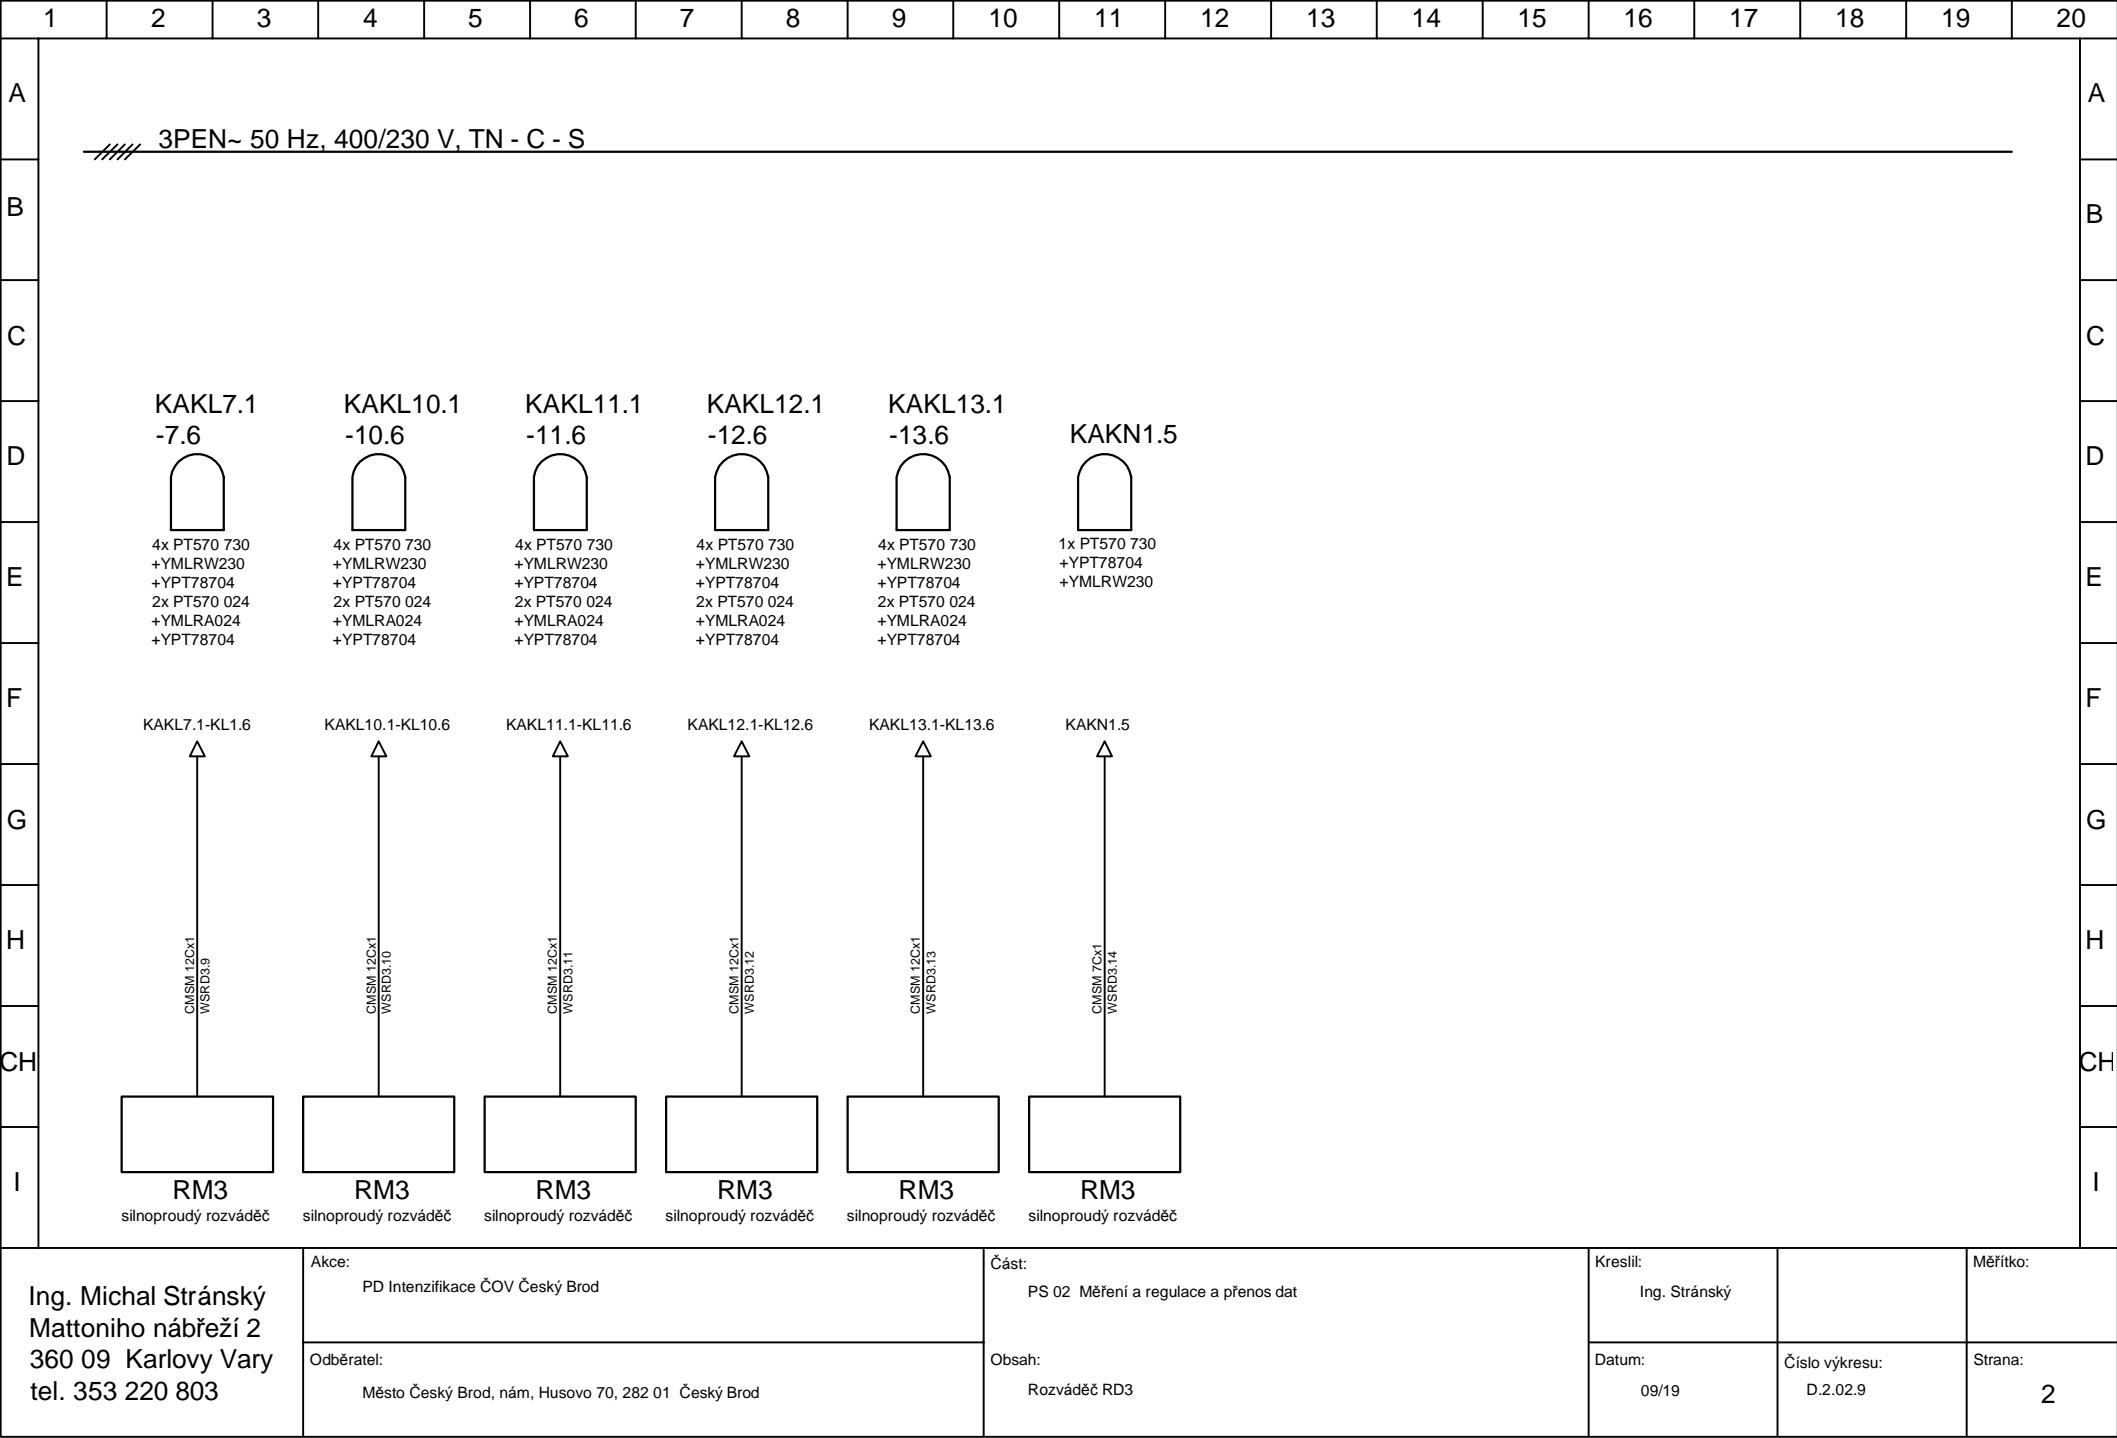 1 2 3 4 5 6 7 8 9 10 11 12 13 14 15 16 17 18 19 20
A A
3PEN~ 50 Hz, 400/230 V, TN - C - S
B B
C C
KAKL7.1 KAKL10.1 KAKL11.1 KAKL12.1 KAKL13.1
-7.6 -10.6 -11.6 -12.6 -13.6 KAKN1.5
D D
4x PT570 730 4x PT570 730 4x PT570 730 4x PT570 730 4x PT570 730 1x PT570 730
+YMLRW230 +YMLRW230 +YMLRW230 +YMLRW230 +YMLRW230 +YPT78704
+YPT78704 +YPT78704 +YPT78704 +YPT78704 +YPT78704 +YMLRW230
E E
2x PT570 024 2x PT570 024 2x PT570 024 2x PT570 024 2x PT570 024
+YMLRA024 +YMLRA024 +YMLRA024 +YMLRA024 +YMLRA024
+YPT78704 +YPT78704 +YPT78704 +YPT78704 +YPT78704
F F
KAKL7.1-KL1.6 KAKL10.1-KL10.6 KAKL11.1-KL11.6 KAKL12.1-KL12.6 KAKL13.1-KL13.6 KAKN1.5
G G
H H
CMSM 12Cx1 CMSM 12Cx1 CMSM 12Cx1 CMSM 12Cx1 CMSM 12Cx1 CMSM 7Cx1
WSRD3.9 WSRD3.10 WSRD3.11 WSRD3.12 WSRD3.13 WSRD3.14
CH CH
I I
RM3 RM3 RM3 RM3 RM3 RM3
silnoproudý rozváděč silnoproudý rozváděč silnoproudý rozváděč silnoproudý rozváděč silnoproudý rozváděč silnoproudý rozváděč
Ing. Michal Stránský
Mattoniho nábřeží 2
360 09 Karlovy Vary
tel. 353 220 803
Akce:
PD Intenzifikace ČOV Český Brod
Odběratel:
Město Český Brod, nám, Husovo 70, 282 01 Český Brod
Část:
PS 02 Měření a regulace a přenos dat
Obsah:
Rozváděč RD3
Kreslil:
Ing. Stránský
Měřítko:
Datum:
09/19
Číslo výkresu:
D.2.02.9
Strana:
2